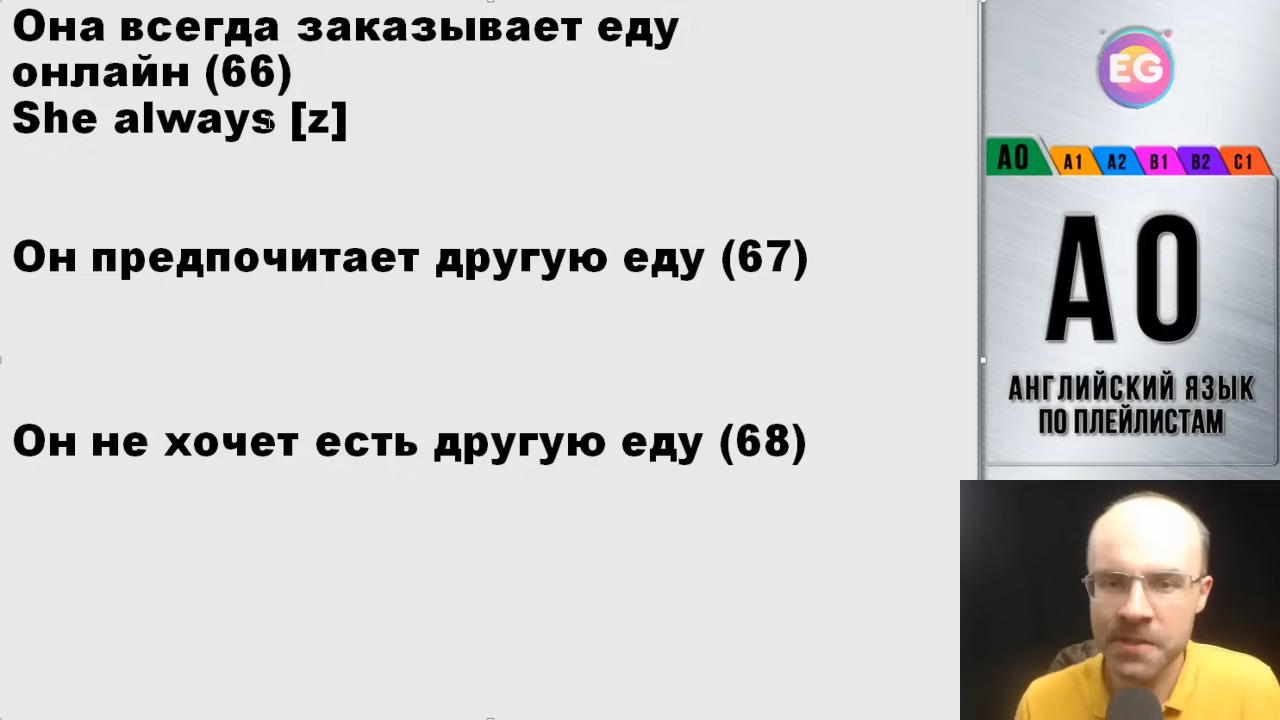 Она всегда заказывает еду
онлайн (66)
She always [z]
Он предпочитает другую еду (67)
Он не хочет есть другую еду (68)
EG
A0 A1 A2 B1 B2 C1
A0
АНГЛИЙСКИЙ ЯЗЫК
ПО ПЛЕЙЛИСТАМ